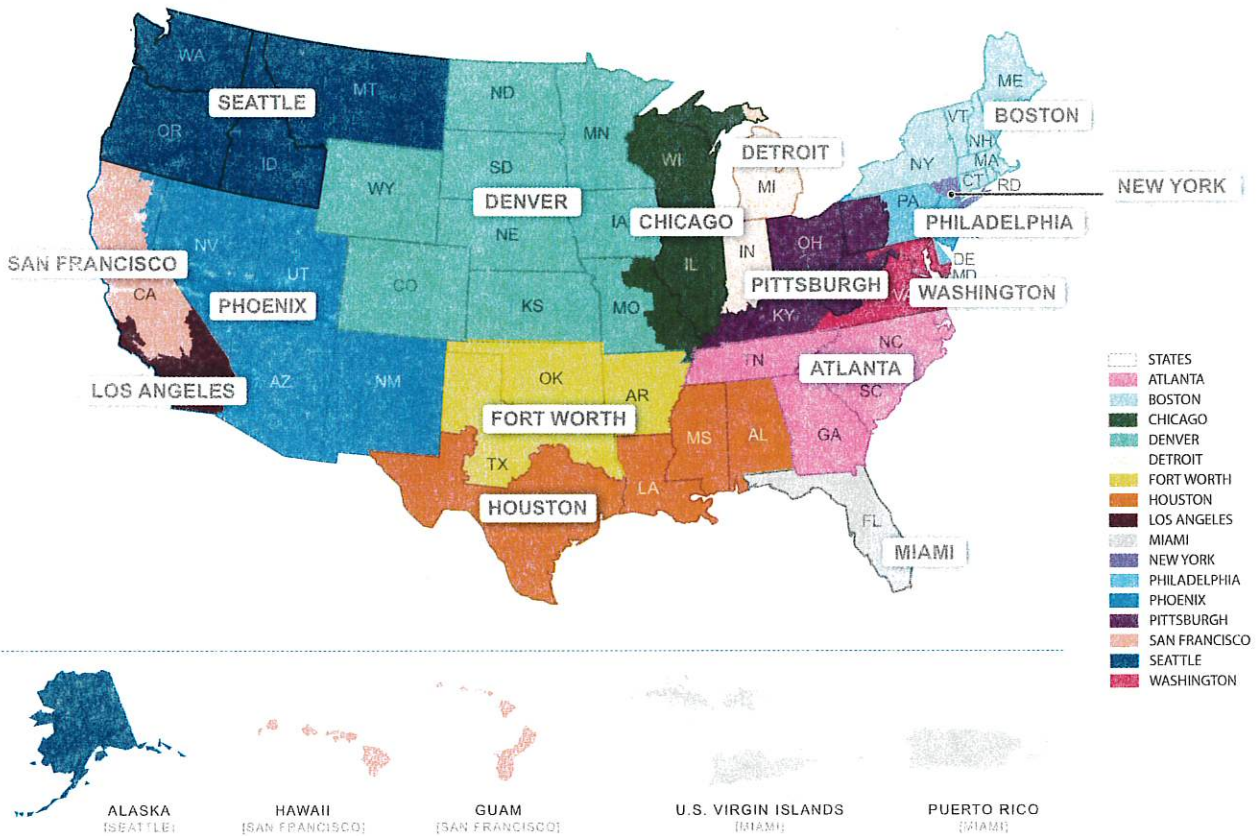 WA
MT
ND
ME
SEATTLE
MN
VT
BOSTON
OR
ID
WI
NH
DETROIT
NY
MA
SD
WY
MI
CT
RD
NEW YORK
DENVER
PA
IA
CHICAGO
PHILADELPHIA
NV
NE
OH
IN
UT
SAN FRANCISCO
IL
DE
MD
CO
PITTSBURGH
WASHINGTON
CA
PHOENIX
KS
MO
VA
KY
NC
TN
ATLANTA
AZ
NM
OK
LOS ANGELES
AR
SC
FORT WORTH
GA
MS
AL
TX
LA
HOUSTON
FL
MIAMI
STATES
ATLANTA
BOSTON
CHICAGO
DENVER
DETROIT
FORT WORTH
HOUSTON
LOS ANGELES
MIAMI
NEW YORK
PHILADELPHIA
PHOENIX
PITTSBURGH
SAN FRANCISCO
SEATTLE
WASHINGTON
ALASKA
[SEATTLE]
HAWAII
[SAN FRANCISCO]
GUAM
[SAN FRANCISCO]
U.S. VIRGIN ISLANDS
[MIAMI]
PUERTO RICO
[MIAMI]